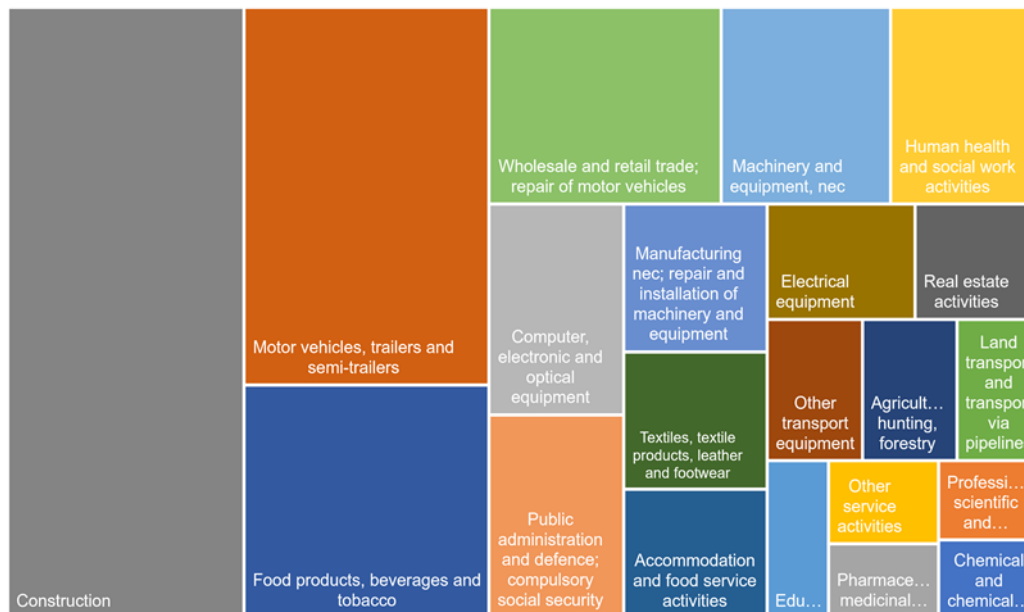 Construction
Motor vehicles, trailers and
semi-trailers
Food products, beverages and
tobacco
Wholesale and retail trade;
repair of motor vehicles
Machinery and
equipment, nec
Human health
and social work
activities
Computer,
electronic and
optical
equipment
Public
administration
and defence;
compulsory
social security
Manufacturing
nec; repair and
installation of
machinery and
equipment
Textiles, textile
products, leather
and footwear
Accommodation
and food service
activities
Electrical
equipment
Real estate
activities
Other
transport
equipment
Agricult…
hunting,
forestry
Land
transpor
and
transpor
via
pipeline
Edu…
Other
service
activities
Pharmace…
medicinal…
Professi…
scientific
and…
Chemical
and
chemical…